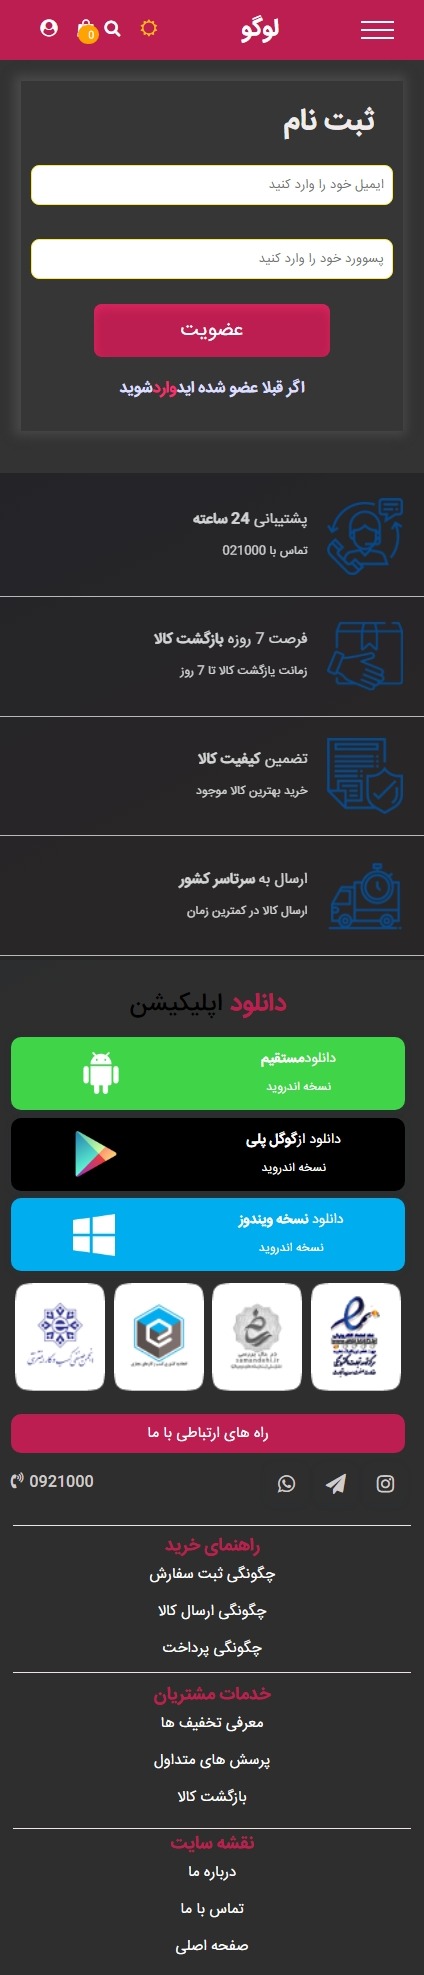 لوگو
0
ثبت نام
ایمیل خود را وارد کنید
پسوورد خود را وارد کنید
عضویت
اگر قبلا عضو شده ایدواردشوید
پشتیبانی 24 ساعته
تماس با 021000
فرصت 7 روزه بازگشت کالا
زمانت یازگشت کالا تا 7 روز
تضمین کیفیت کالا
خرید بهترین کالا موجود
ارسال به سرتاسر کشور
ارسال کالا در کمترین زمان
دانلود اپلیکیشن
دانلودمستقیم
نسخه اندروید
دانلود ازگوگل پلی
نسخه اندروید
دانلود نسخه ویندوز
نسخه اندروید
samandehi.ir
راه های ارتباطی با ما
0921000
راهنمای خرید
چگونگی ثبت سفارش
چگونگی ارسال کالا
چگونگی پرداخت
خدمات مشتریان
معرفی تخفیف ها
پرسش های متداول
بازگشت کالا
نقشه سایت
درباره ما
تماس با ما
صفحه اصلی